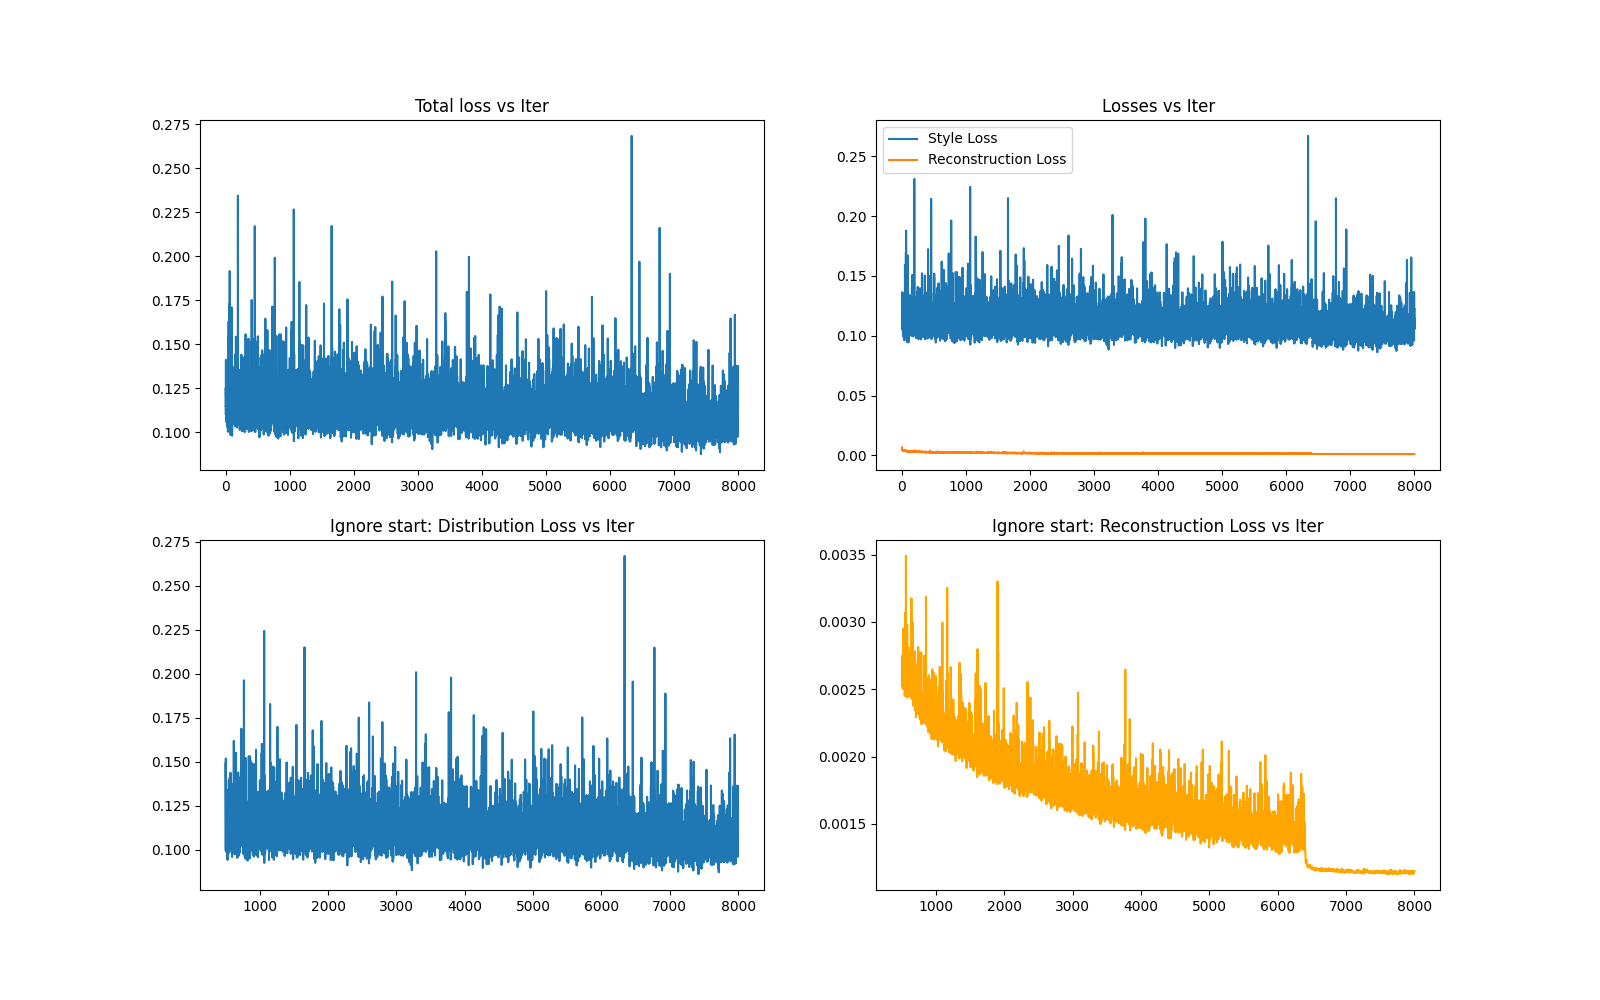 Total loss vs Iter
0.275
0.250
0.225
0.200
0.175
0.150
0.125
0.100
0 1000 2000 3000 4000 5000 6000 7000 8000
Losses vs Iter
Style Loss
Reconstruction Loss
0.25
0.20
0.15
0.10
0.05
0.00
0 1000 2000 3000 4000 5000 6000 7000 8000
Ignore start: Distribution Loss vs Iter
0.275
0.250
0.225
0.200
0.175
0.150
0.125
0.100
1000 2000 3000 4000 5000 6000 7000 8000
Ignore start: Reconstruction Loss vs Iter
0.0035
0.0030
0.0025
0.0020
0.0015
1000 2000 3000 4000 5000 6000 7000 8000